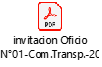 PDF
invitacion Oficio
N°01-Com.Transp.-20